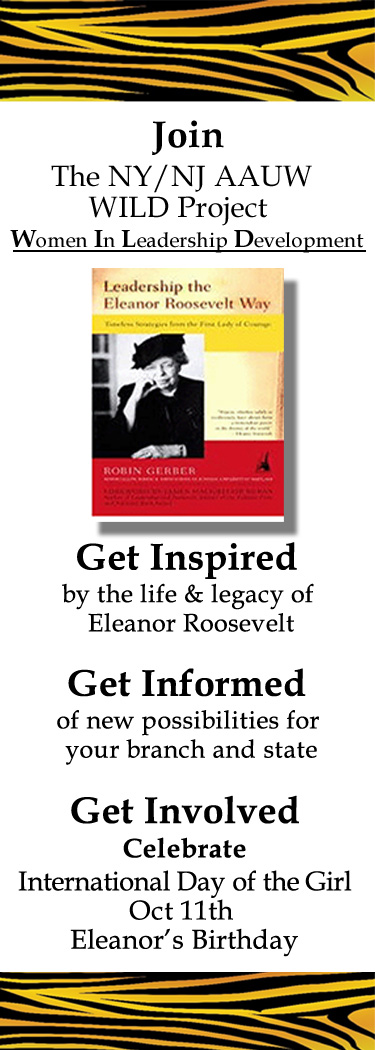 Join
The NY/NJ AAUW
WILD Project
Women In Leadership Development
Leadership the
Eleanor Roosevelt Way
Timeless Strategies from the First Lady of Courage
ROBIN GERBER
Get Inspired
by the life & legacy of
Eleanor Roosevelt
Get Informed
of new possibilities for
your branch and state
Get Involved
Celebrate
International Day of the Girl
Oct 11th
Eleanor's Birthday